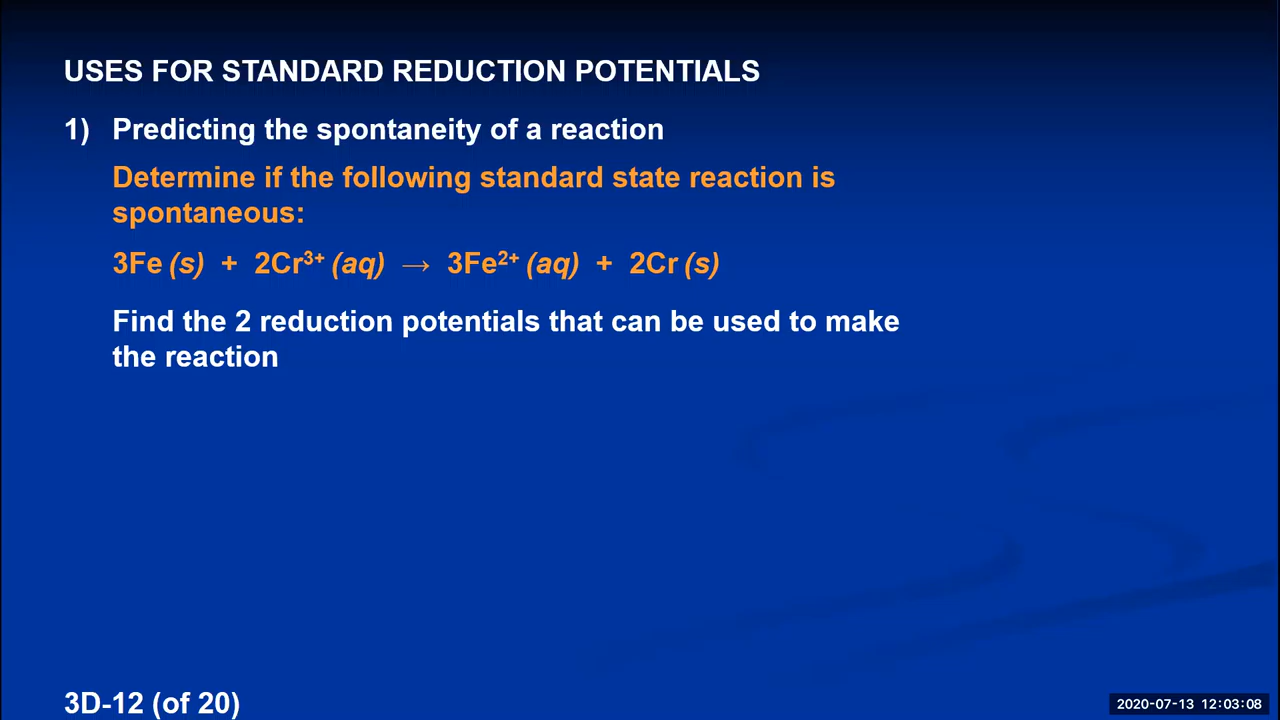 USES FOR STANDARD REDUCTION POTENTIALS
1) Predicting the spontaneity of a reaction
Determine if the following standard state reaction is
spontaneous:
3Fe (s) + 2Cr³⁺ (aq) → 3Fe²⁺ (aq) + 2Cr (s)
Find the 2 reduction potentials that can be used to make
the reaction
3D-12 (of 20)
2020-07-13 12:03:08